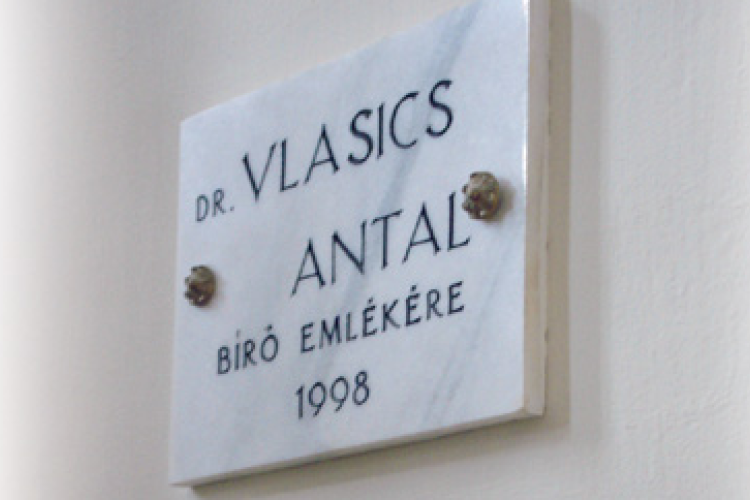 DR. VLASICS
ANTAL
BÍRÓ EMLÉKÉRE
1998